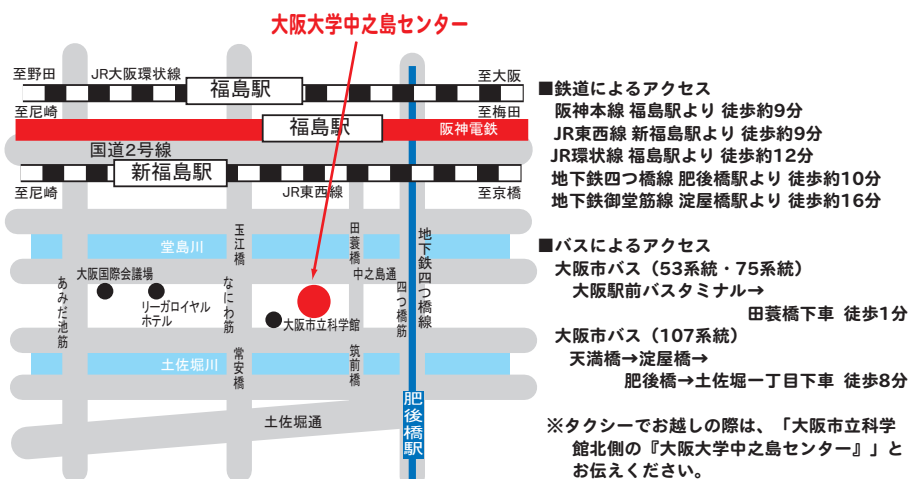 大阪大学中之島センター
至野田
JR大阪環状線
福島駅
至大阪
至尼崎
至梅田
福島駅
阪神電鉄
国道2号線
新福島駅
至尼崎
JR東西線
至京橋
玉江橋
田蓑橋
地下鉄四つ橋線
堂島川
中之島通
大阪国際会議場
あみだ池筋
リーガロイヤル
ホテル
なにわ筋
四つ橋筋
大阪市立科学館
土佐堀川
常安橋
筑前橋
肥後橋駅
土佐堀通
■鉄道によるアクセス
阪神本線 福島駅より 徒歩約9分
JR東西線 新福島駅より 徒歩約9分
JR環状線 福島駅より 徒歩約12分
地下鉄四つ橋線 肥後橋駅より 徒歩約10分
地下鉄御堂筋線 淀屋橋駅より 徒歩約16分
■バスによるアクセス
大阪市バス（53系統・75系統）
大阪駅前バスタミナル→
田蓑橋下車 徒歩1分
大阪市バス（107系統）
天満橋→淀屋橋→
肥後橋→土佐堀一丁目下車 徒歩8分
※タクシーでお越しの際は、「大阪市立科学
館北側の『大阪大学中之島センター』」と
お伝えください。